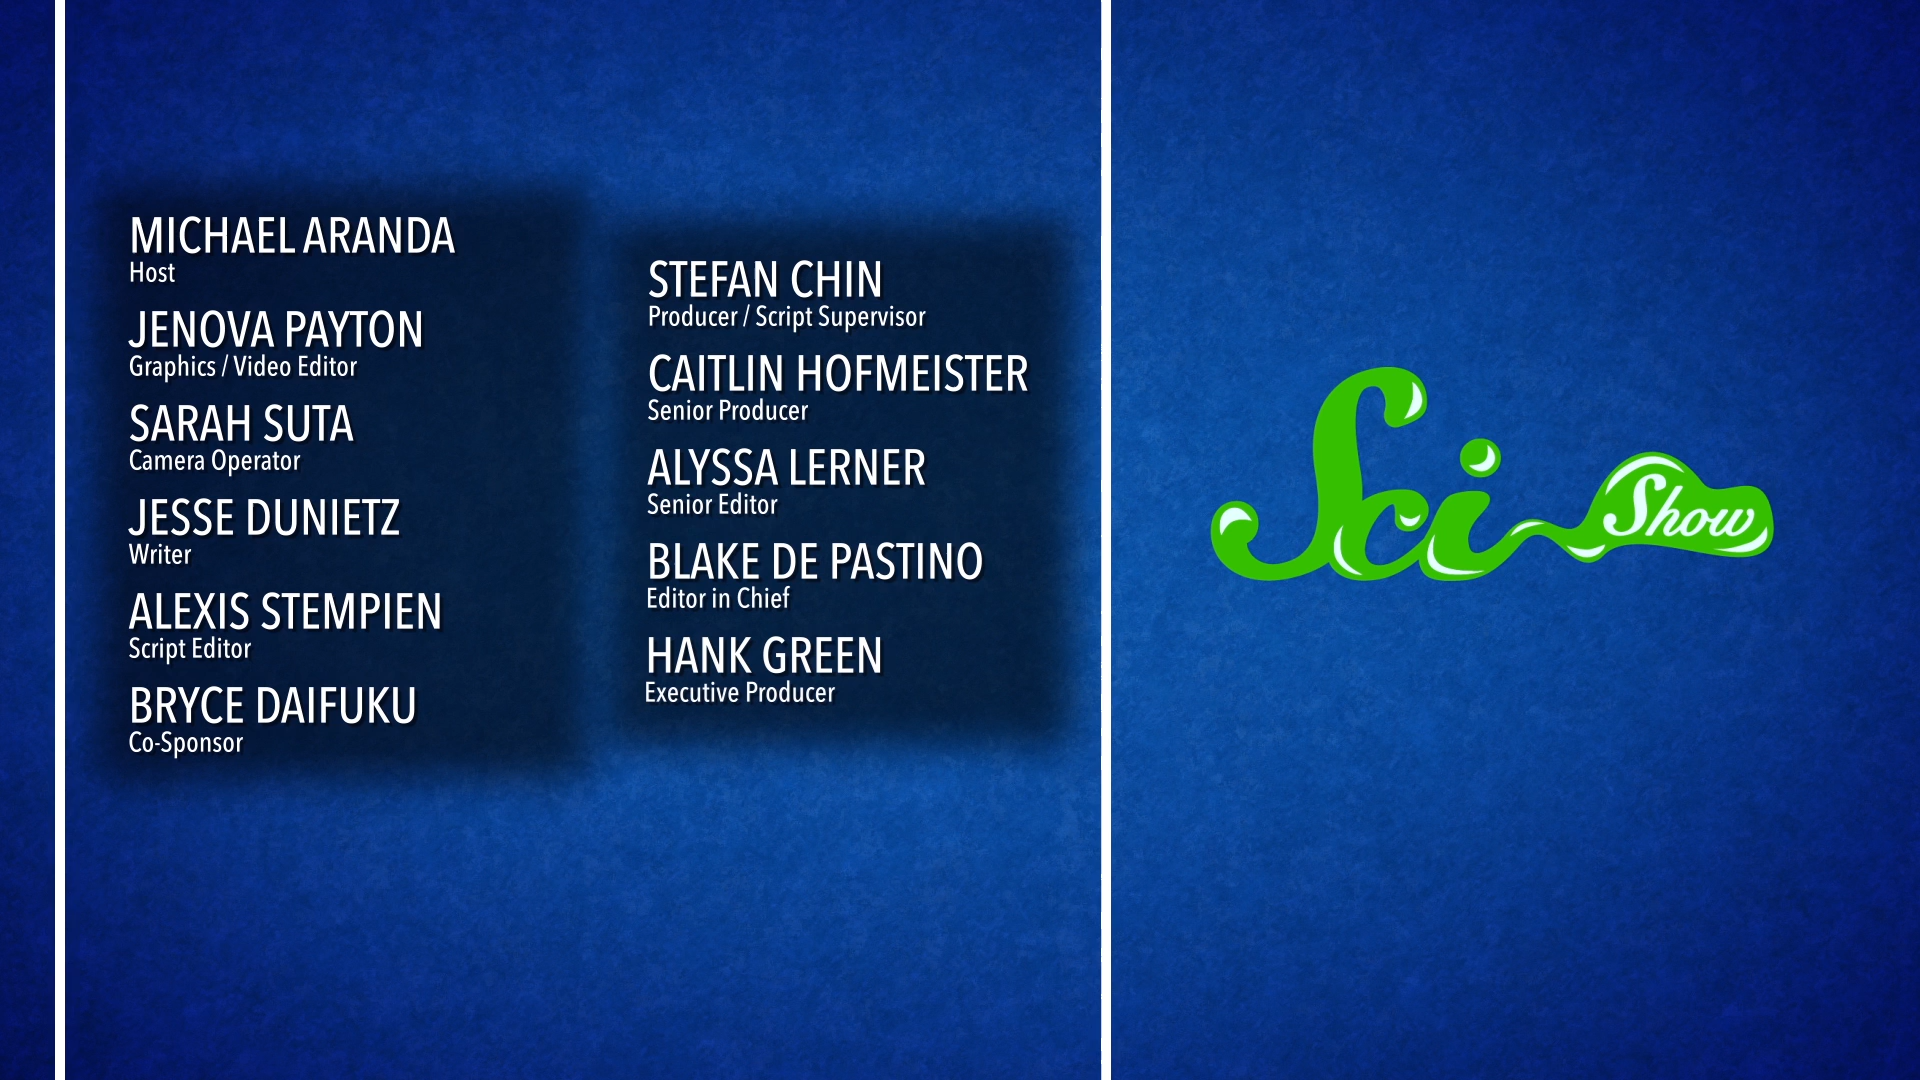 MICHAEL ARANDA
Host
JENOVA PAYTON
Graphics / Video Editor
SARAH SUTA
Camera Operator
JESSE DUNIETZ
Writer
ALEXIS STEMPIEN
Script Editor
BRYCE DAIFUKU
Co-Sponsor
STEFAN CHIN
Producer / Script Supervisor
CAITLIN HOFMEISTER
Senior Producer
ALYSSA LERNER
Senior Editor
BLAKE DE PASTINO
Editor in Chief
HANK GREEN
Executive Producer
Sci Show